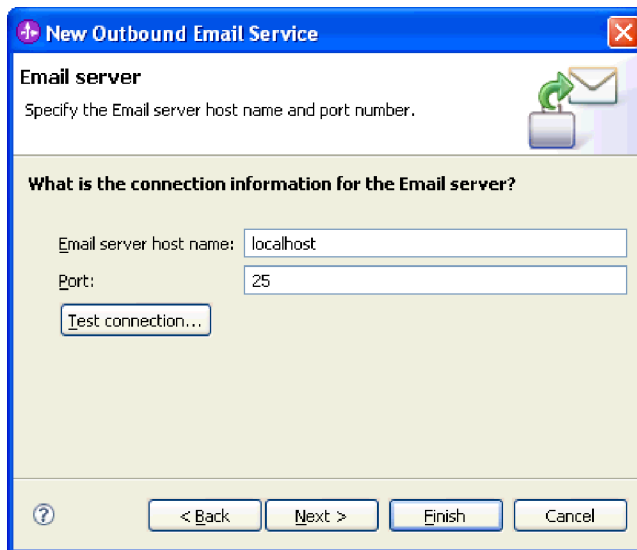 New Outbound Email Service
Email server
Specify the Email server host name and port number.
What is the connection information for the Email server?
Email server host name: localhost
Port: 25
Test connection...
? < Back Next > Finish Cancel